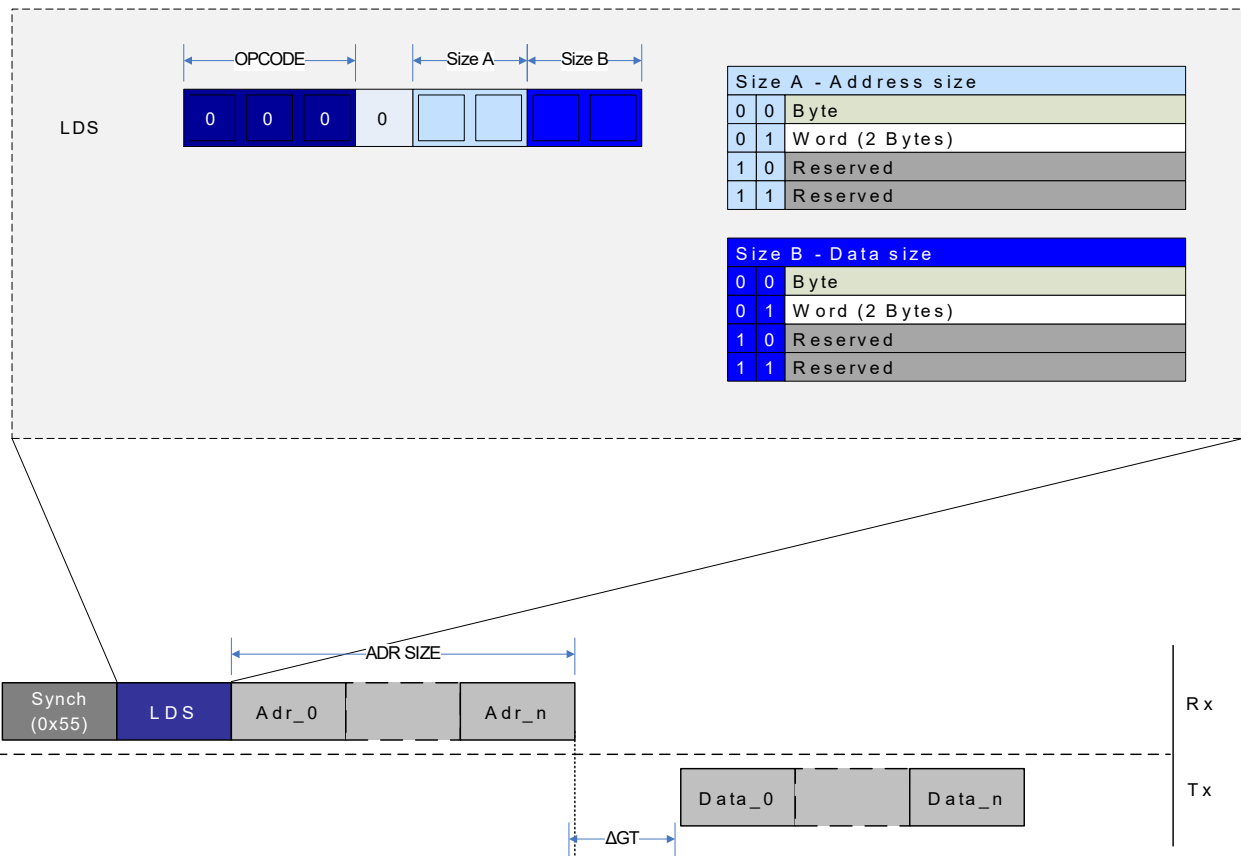 OPCODE Size A Size B
LDS 0 0 0 0
Size A - Address size
0 0 Byte
0 1 Word (2 Bytes)
1 0 Reserved
1 1 Reserved
Size B - Data size
0 0 Byte
0 1 Word (2 Bytes)
1 0 Reserved
1 1 Reserved
ADR SIZE
Synch
(0x55)
LDS Adr_0 Adr_n Rx
Data_0 Data_n Tx
ΔGT